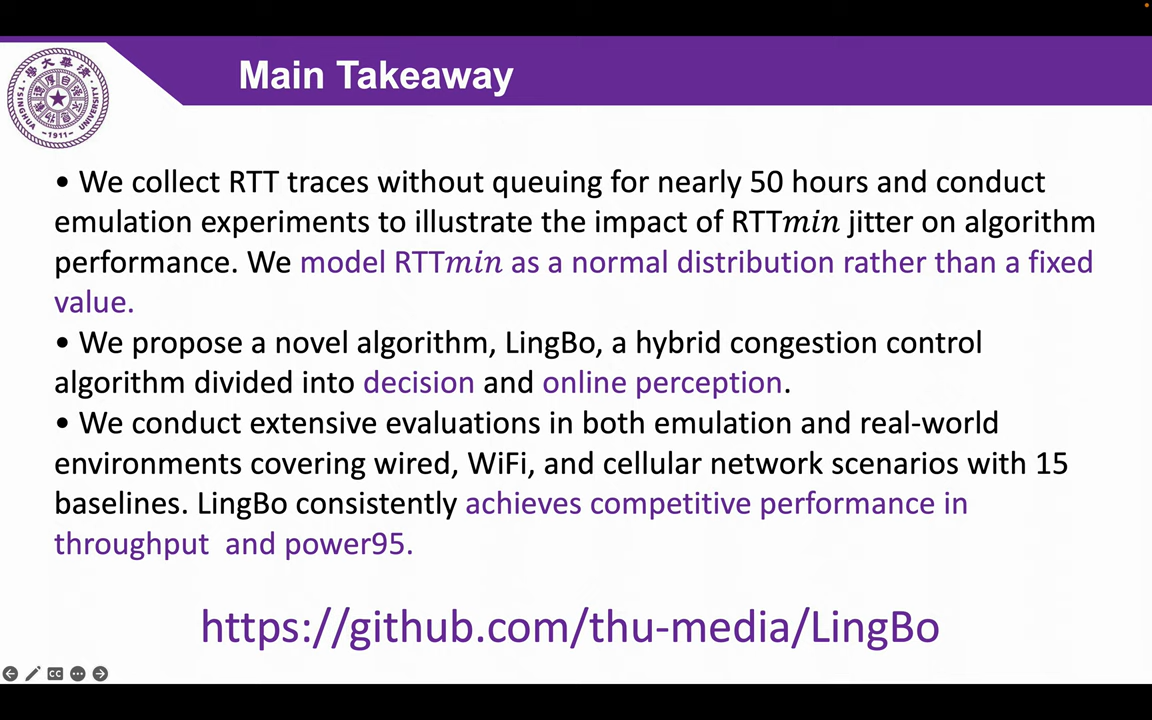 Main Takeaway
TSINGHUA UNIVERSITY
-1911-
• We collect RTT traces without queuing for nearly 50 hours and conduct
emulation experiments to illustrate the impact of RTTmin jitter on algorithm
performance. We model RTTmin as a normal distribution rather than a fixed
value.
• We propose a novel algorithm, LingBo, a hybrid congestion control
algorithm divided into decision and online perception.
• We conduct extensive evaluations in both emulation and real-world
environments covering wired, WiFi, and cellular network scenarios with 15
baselines. LingBo consistently achieves competitive performance in
throughput  and power95.
https://github.com/thu-media/LingBo
CC